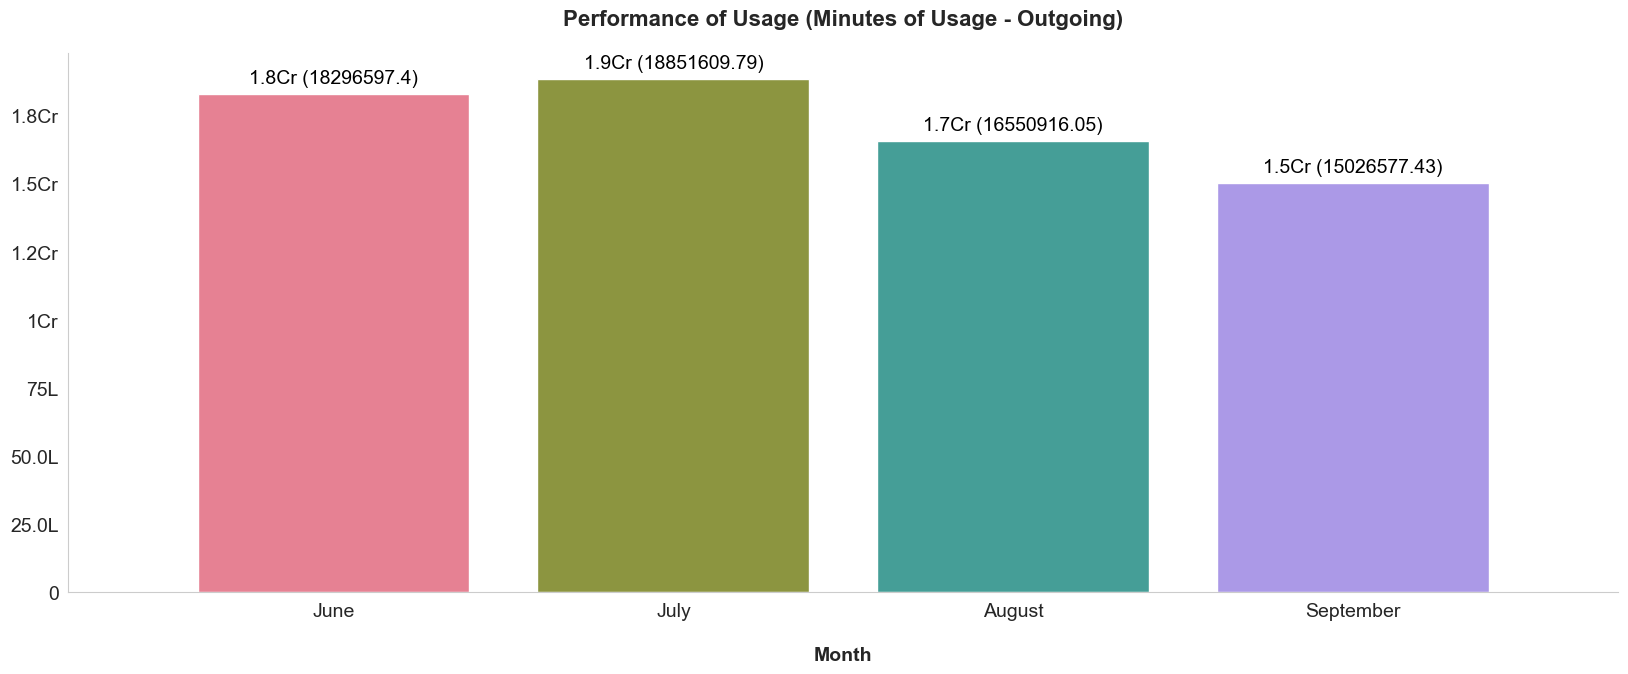 Performance of Usage (Minutes of Usage - Outgoing)
1.8Cr (18296597.4)
1.9Cr (18851609.79)
1.7Cr (16550916.05)
1.5Cr (15026577.43)
1.8Cr
1.5Cr
1.2Cr
1Cr
75L
50.0L
25.0L
0
June
July
August
September
Month